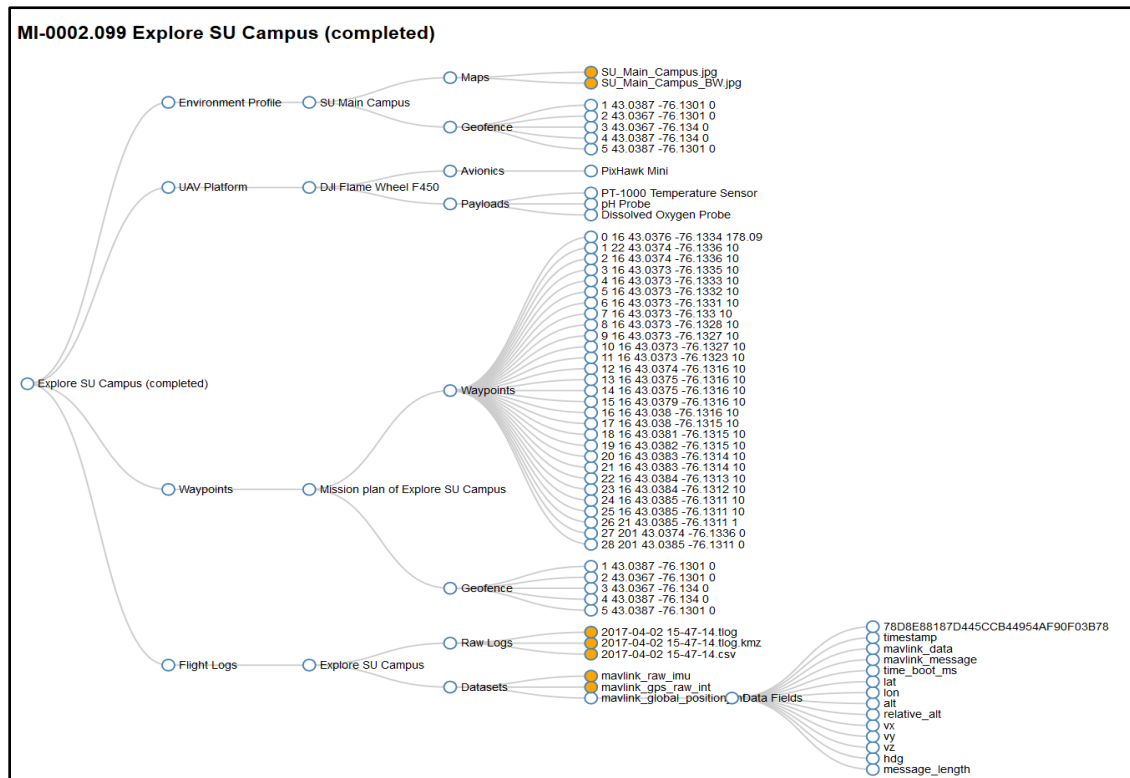 MI-0002.099 Explore SU Campus (completed)
Explore SU Campus (completed)
Environment Profile
SU Main Campus
Maps
SU_Main_Campus.jpg
SU_Main_Campus_BW.jpg
Geofence
1 43.0387 -76.1301 0
2 43.0367 -76.1301 0
3 43.0367 -76.134 0
4 43.0387 -76.134 0
5 43.0387 -76.1301 0
UAV Platform
DJI Flame Wheel F450
Avionics
PixHawk Mini
Payloads
PT-1000 Temperature Sensor
pH Probe
Dissolved Oxygen Probe
Waypoints
Mission plan of Explore SU Campus
Waypoints
0 16 43.0376 -76.1334 178.09
1 22 43.0374 -76.1336 10
2 16 43.0374 -76.1336 10
3 16 43.0373 -76.1335 10
4 16 43.0373 -76.1333 10
5 16 43.0373 -76.1332 10
6 16 43.0373 -76.1331 10
7 16 43.0373 -76.133 10
8 16 43.0373 -76.1328 10
9 16 43.0373 -76.1327 10
10 16 43.0373 -76.1327 10
11 16 43.0373 -76.1323 10
12 16 43.0374 -76.1316 10
13 16 43.0375 -76.1316 10
14 16 43.0375 -76.1316 10
15 16 43.0379 -76.1316 10
16 16 43.038 -76.1316 10
17 16 43.038 -76.1315 10
18 16 43.0381 -76.1315 10
19 16 43.0382 -76.1315 10
20 16 43.0383 -76.1314 10
21 16 43.0383 -76.1314 10
22 16 43.0384 -76.1313 10
23 16 43.0384 -76.1312 10
24 16 43.0385 -76.1311 10
25 16 43.0385 -76.1311 10
26 21 43.0385 -76.1311 1
27 201 43.0374 -76.1336 0
28 201 43.0385 -76.1311 0
Geofence
1 43.0387 -76.1301 0
2 43.0367 -76.1301 0
3 43.0367 -76.134 0
4 43.0387 -76.134 0
5 43.0387 -76.1301 0
Flight Logs
Explore SU Campus
Raw Logs
2017-04-02 15-47-14.tlog
2017-04-02 15-47-14.tlog.kmz
2017-04-02 15-47-14.csv
Datasets
mavlink_raw_imu
mavlink_gps_raw_int
mavlink_global_position_int
Data Fields
78D8E88187D445CCB44954AF90F03B78
timestamp
mavlink_data
mavlink_message
time_boot_ms
lat
lon
alt
relative_alt
vx
vy
vz
hdg
message_length